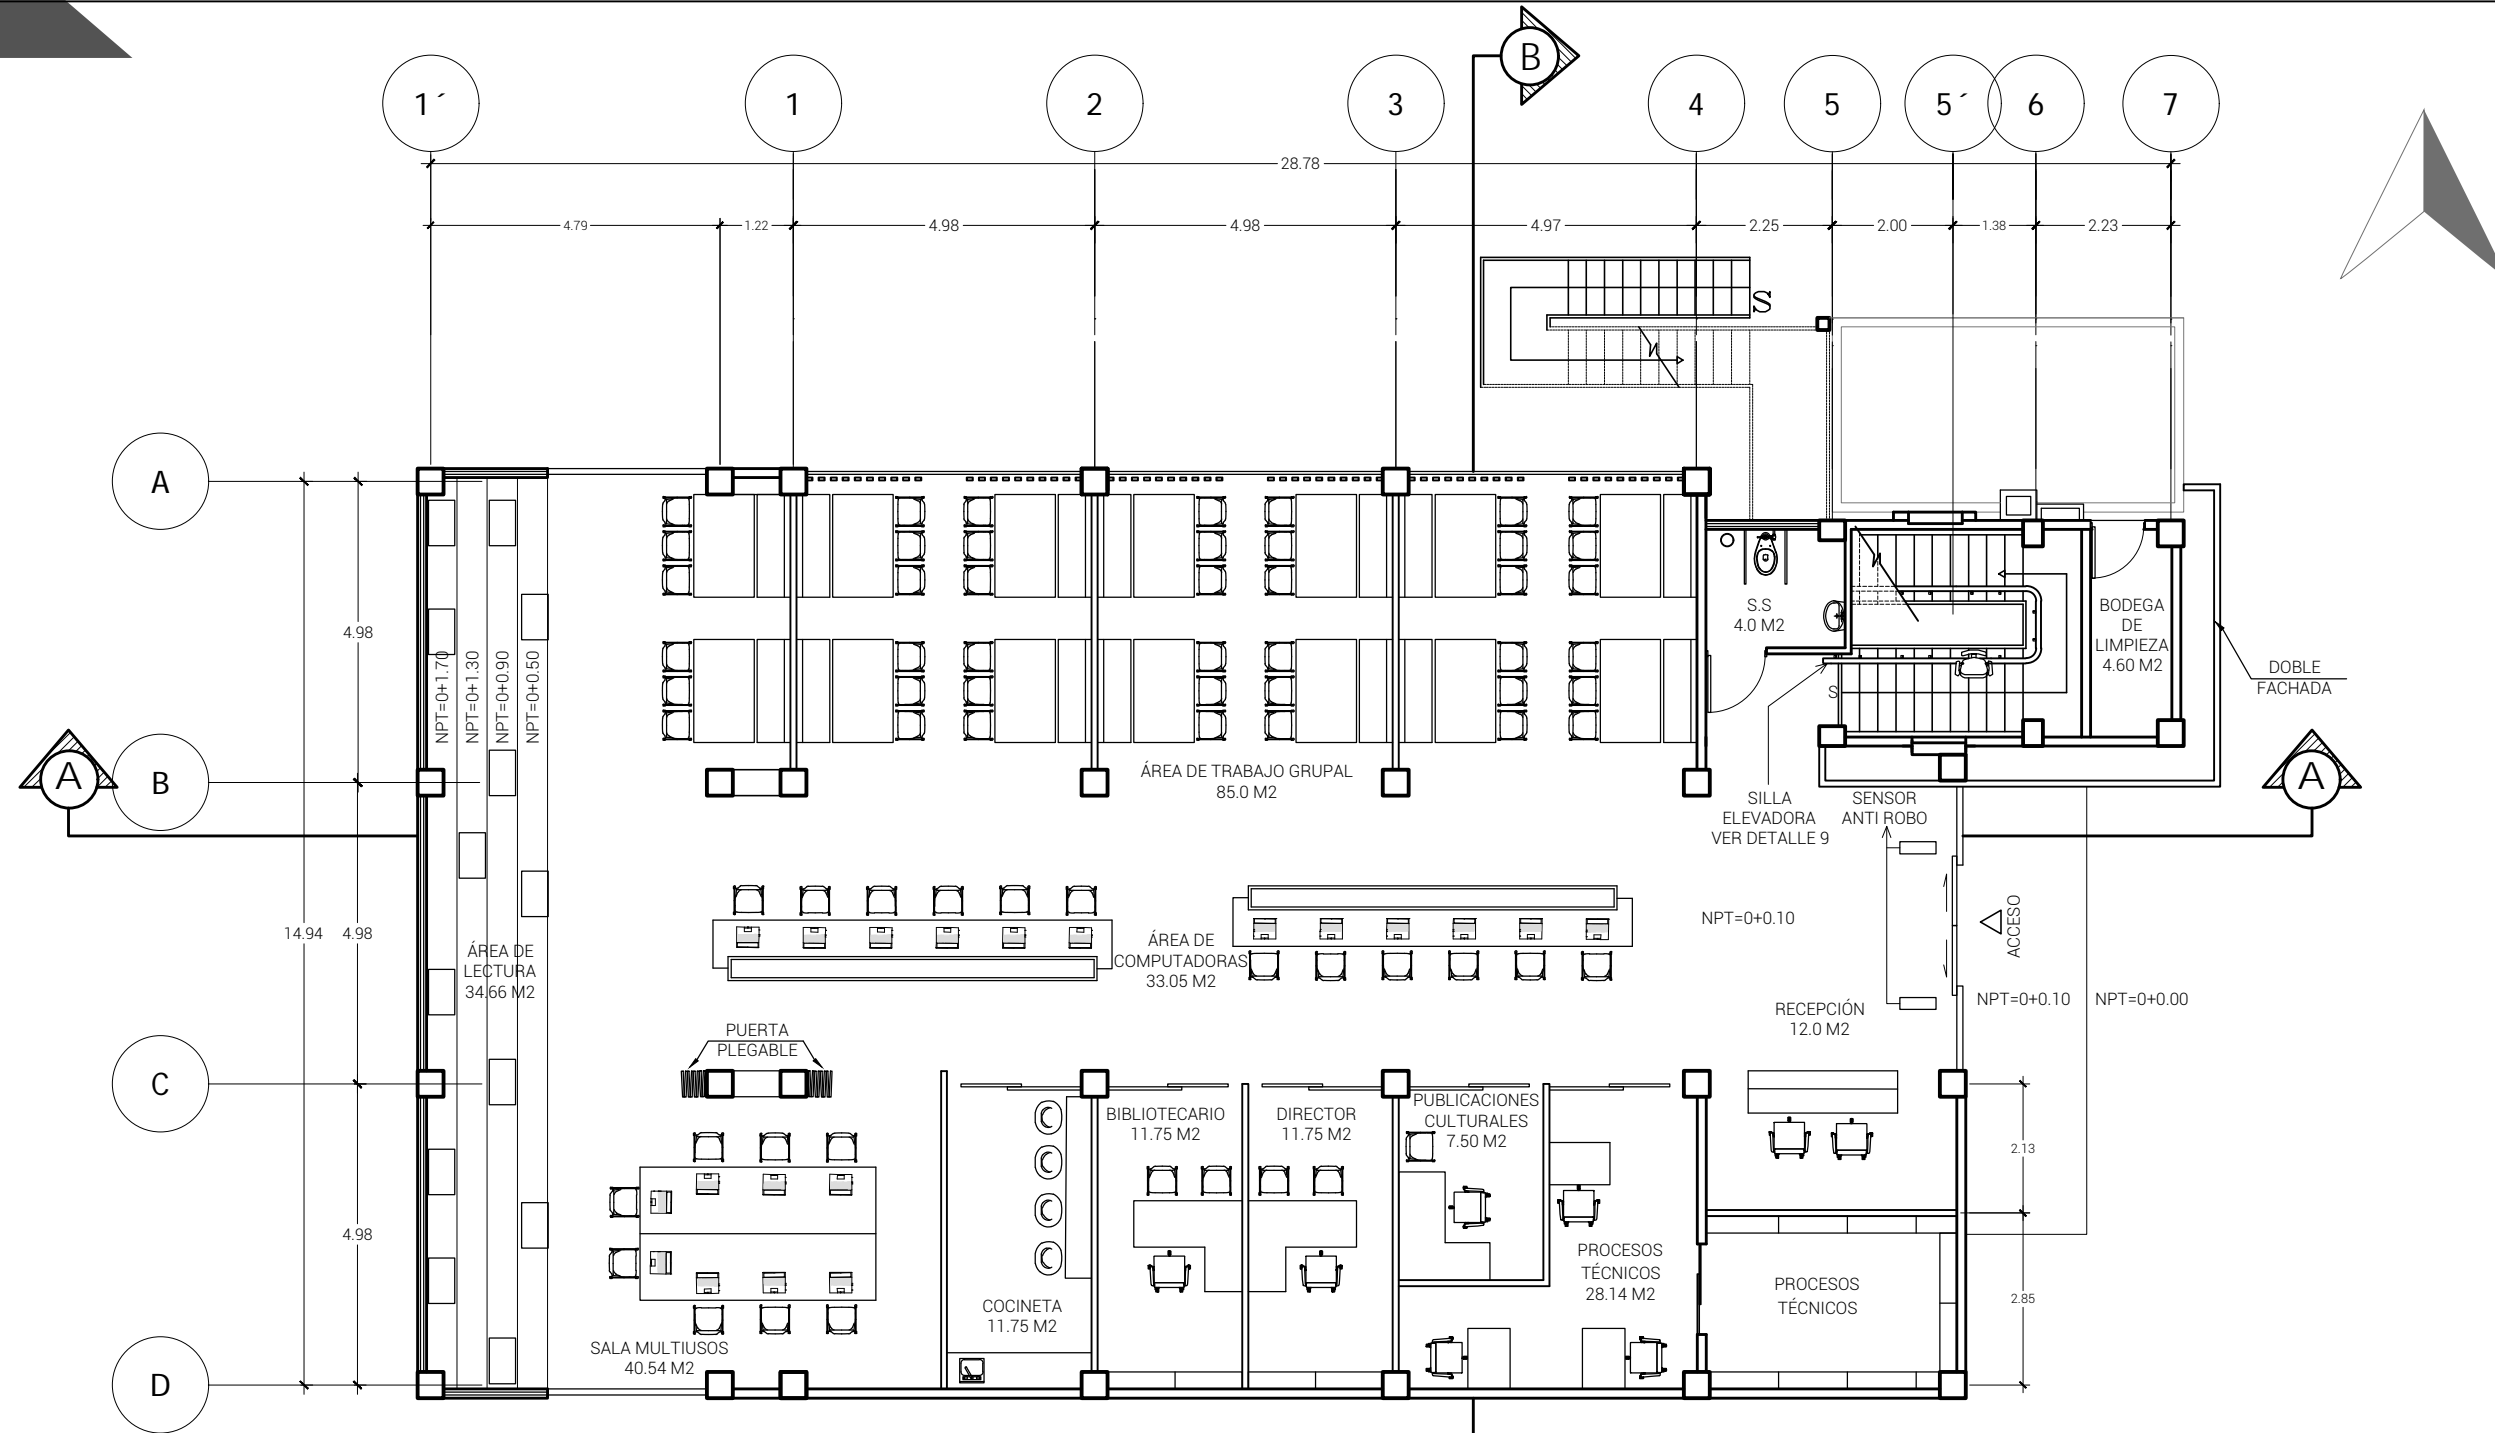 B
1´
1
2
3
4
5
5´
6
7
28.78
4.79
1.22
4.98
4.98
4.97
2.25
2.00
1.38
2.23
S
A
B
C
D
A
A
4.98
14.94
4.98
4.98
NPT=0+1.70
NPT=0+1.30
NPT=0+0.90
NPT=0+0.50
S.S
4.0 M2
S
BODEGA
DE
LIMPIEZA
4.60 M2
DOBLE
FACHADA
ÁREA DE TRABAJO GRUPAL
85.0 M2
SILLA
ELEVADORA
VER DETALLE 9
SENSOR
ANTI ROBO
NPT=0+0.10
ACCESO
ÁREA DE
LECTURA
34.66 M2
ÁREA DE
COMPUTADORAS
33.05 M2
RECEPCIÓN
12.0 M2
NPT=0+0.10
NPT=0+0.00
PUERTA
PLEGABLE
BIBLIOTECARIO
11.75 M2
DIRECTOR
11.75 M2
PUBLICACIONES
CULTURALES
7.50 M2
2.13
PROCESOS
TÉCNICOS
28.14 M2
PROCESOS
TÉCNICOS
2.85
COCINETA
11.75 M2
SALA MULTIUSOS
40.54 M2